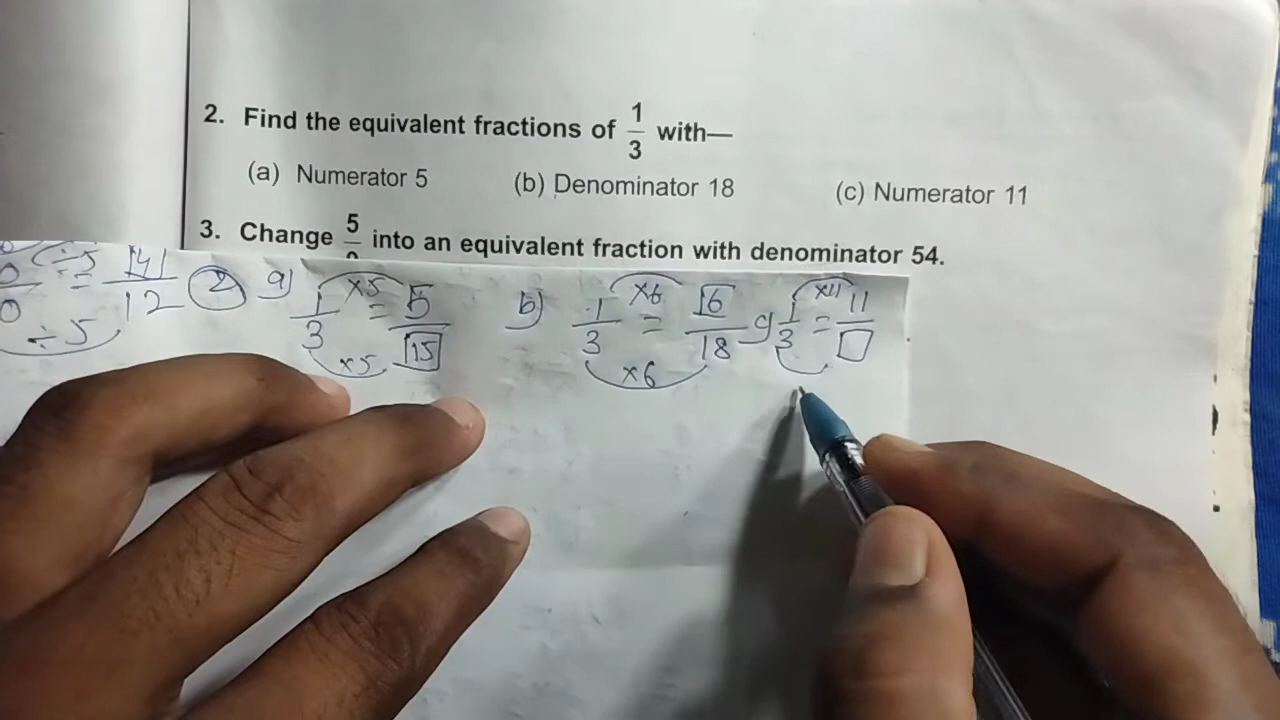 2. Find the equivalent fractions of 1/3 with—
(a) Numerator 5 (b) Denominator 18 (c) Numerator 11
3. Change 5/ into an equivalent fraction with denominator 54.
÷5
= 4/12
÷5
2 a) 1/3 = 5/15
×5
×5
b) 1/3 = 6/18
×6
×6
c) 1/3 = 11/□
×11